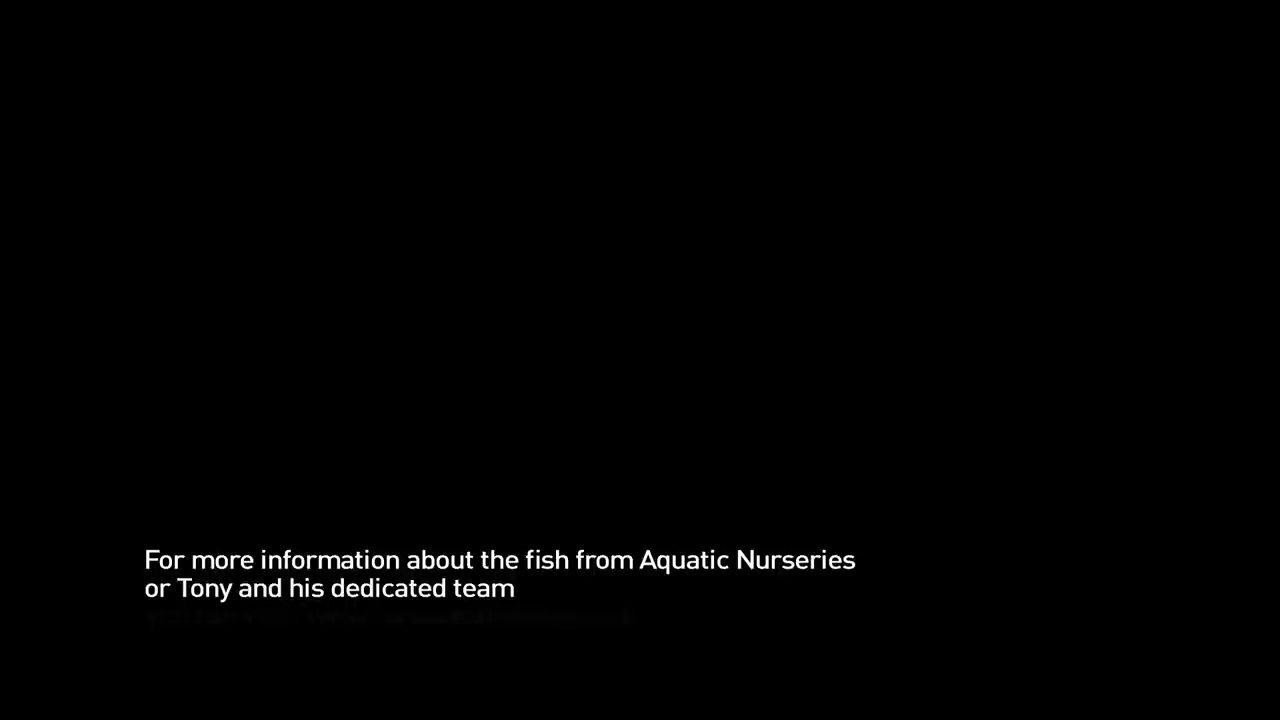 For more information about the fish from Aquatic Nurseries
or Tony and his dedicated team